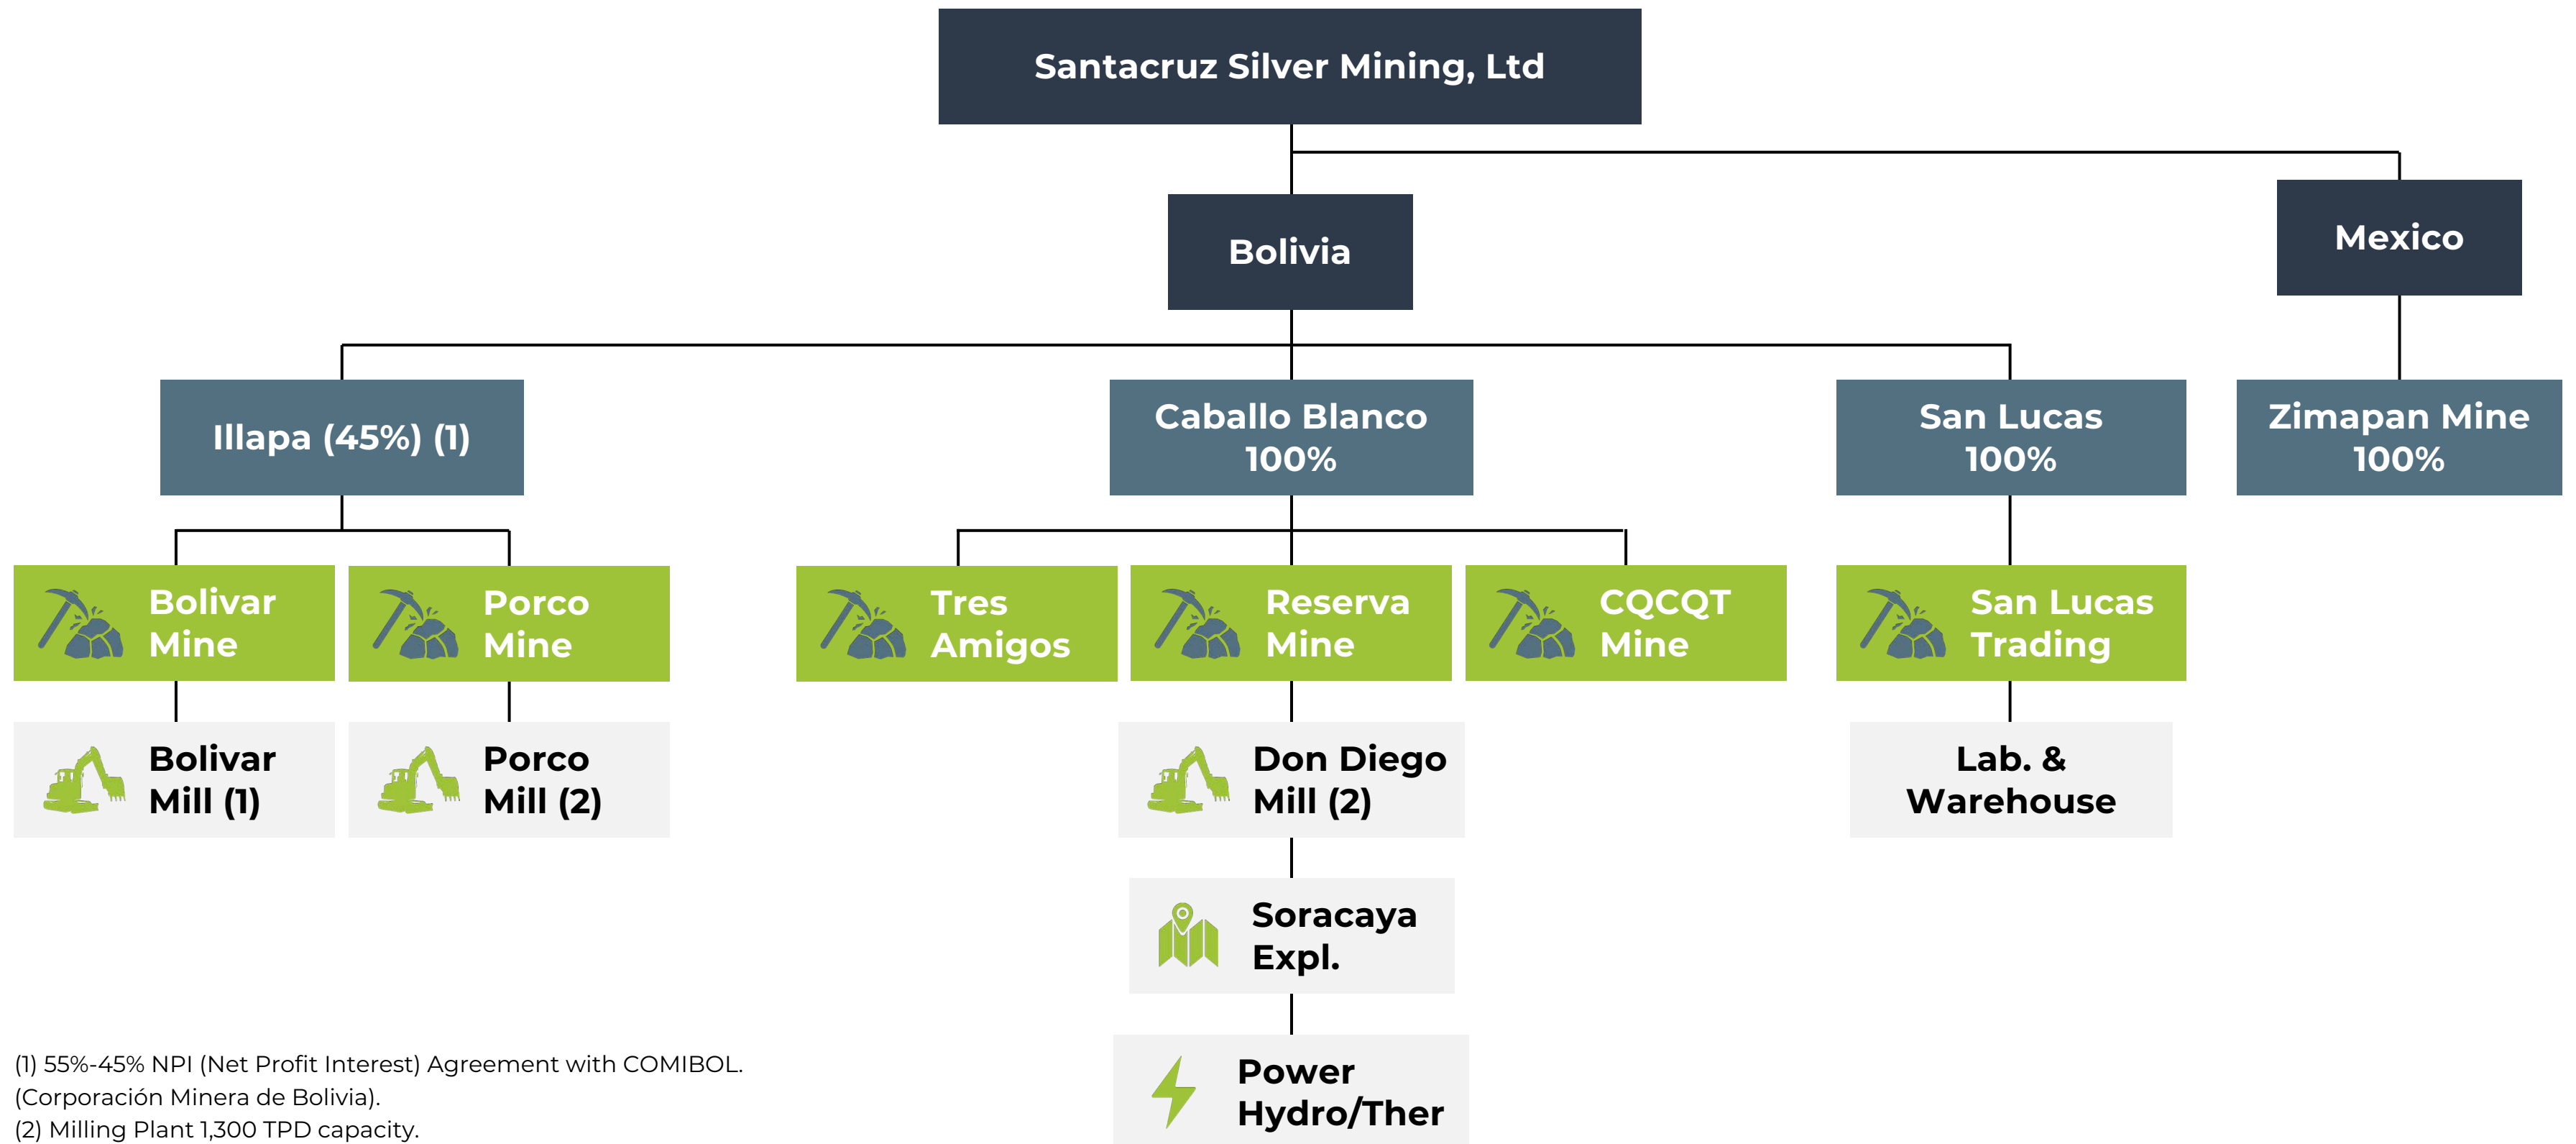 Santacruz Silver Mining, Ltd
Bolivia
Mexico
Illapa (45%) (1)
Caballo Blanco
100%
San Lucas
100%
Zimapan Mine
100%
Bolivar
Mine
Porco
Mine
Tres
Amigos
Reserva
Mine
CQCQT
Mine
San Lucas
Trading
Bolivar
Mill (1)
Porco
Mill (2)
Don Diego
Mill (2)
Lab. &
Warehouse
Soracaya
Expl.
Power
Hydro/Ther
(1) 55%-45% NPI (Net Profit Interest) Agreement with COMIBOL.
(Corporación Minera de Bolivia).
(2) Milling Plant 1,300 TPD capacity.